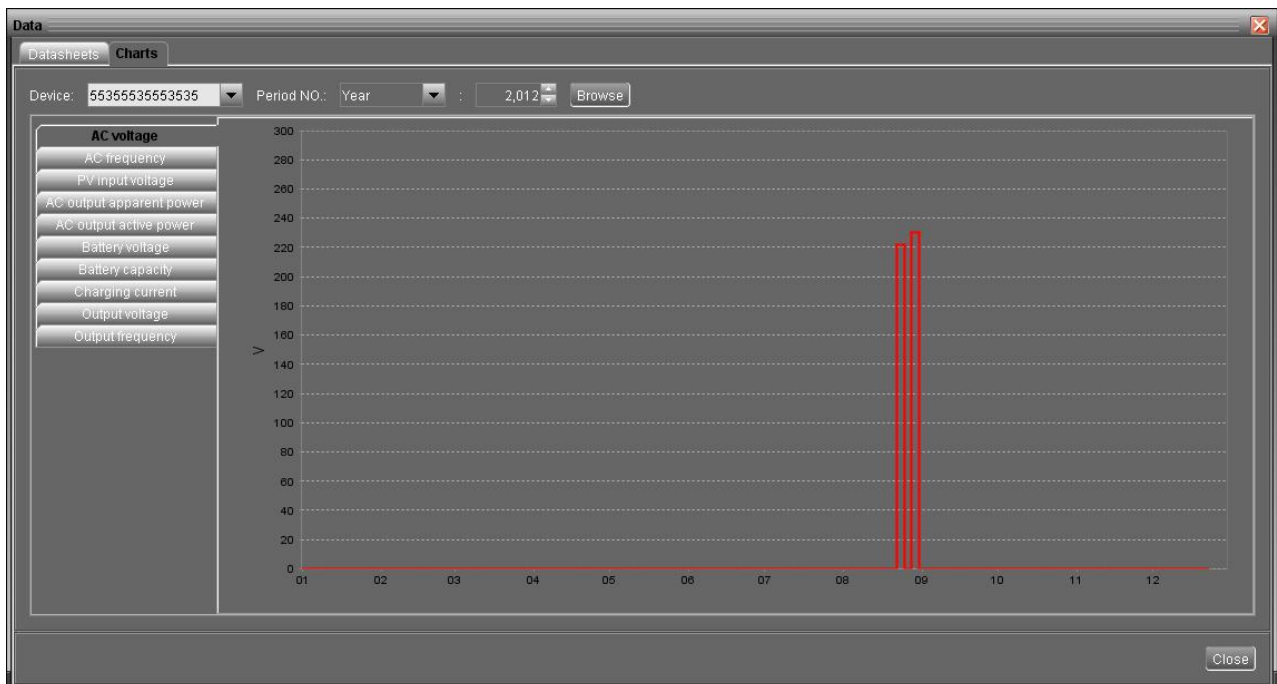 Data
Datasheets Charts
Device: 55355535553535 Period NO.: Year : 2,012 Browse
AC voltage
AC frequency
PV input voltage
AC output apparent power
AC output active power
Battery voltage
Battery capacity
Charging current
Output voltage
Output frequency
V
300
280
260
240
220
200
180
160
140
120
100
80
60
40
20
0
01 02 03 04 05 06 07 08 09 10 11 12
Close